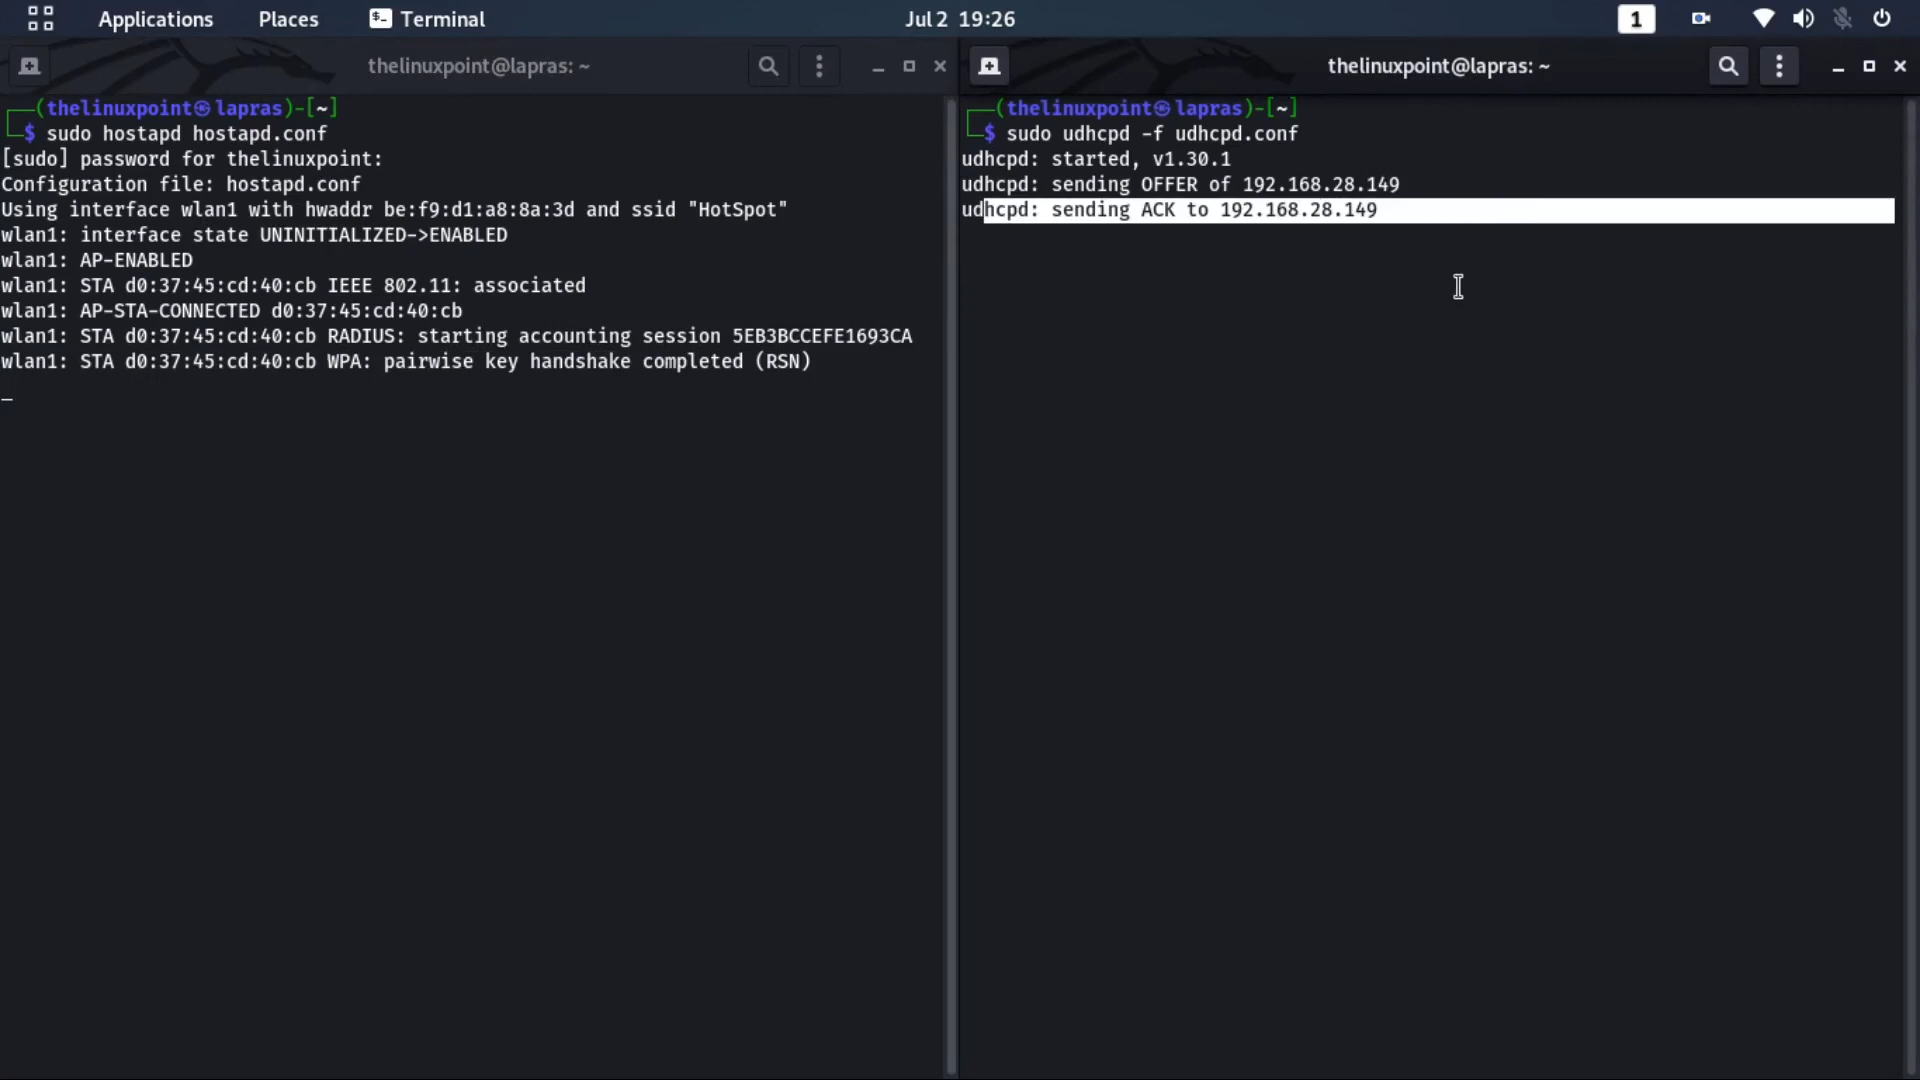 Applications Places Terminal Jul 2 19:26 1
thelinuxpoint@lapras: ~
(thelinuxpoint㉿lapras)-[~]
$ sudo hostapd hostapd.conf
[sudo] password for thelinuxpoint:
Configuration file: hostapd.conf
Using interface wlan1 with hwaddr be:f9:d1:a8:8a:3d and ssid "HotSpot"
wlan1: interface state UNINITIALIZED->ENABLED
wlan1: AP-ENABLED
wlan1: STA d0:37:45:cd:40:cb IEEE 802.11: associated
wlan1: AP-STA-CONNECTED d0:37:45:cd:40:cb
wlan1: STA d0:37:45:cd:40:cb RADIUS: starting accounting session 5EB3BCCEFE1693CA
wlan1: STA d0:37:45:cd:40:cb WPA: pairwise key handshake completed (RSN)
thelinuxpoint@lapras: ~
(thelinuxpoint㉿lapras)-[~]
$ sudo udhcpd -f udhcpd.conf
udhcpd: started, v1.30.1
udhcpd: sending OFFER of 192.168.28.149
udhcpd: sending ACK to 192.168.28.149